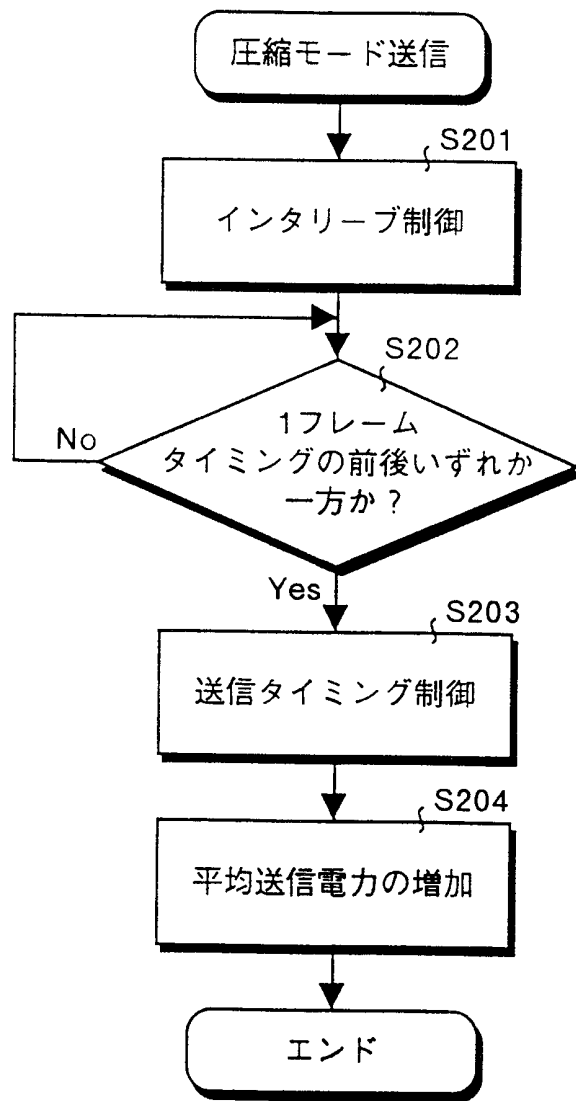 圧縮モード送信
S201
インタリーブ制御
S202
1フレーム
タイミングの前後いずれか
一方か?
No
Yes
S203
送信タイミング制御
S204
平均送信電力の増加
エンド